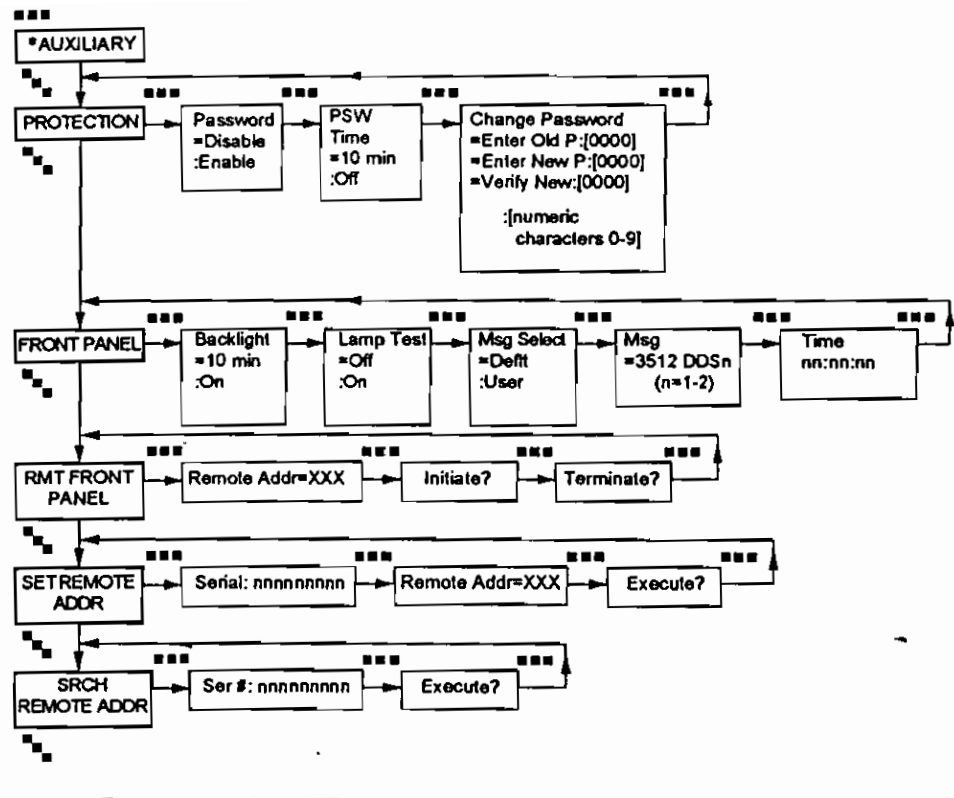 *AUXILIARY
PROTECTION
Password
=Disable
:Enable
PSW
Time
=10 min
:Off
Change Password
=Enter Old P:[0000]
=Enter New P:[0000]
=Verify New:[0000]
:[numeric
characters 0-9]
FRONT PANEL
Backlight
=10 min
:On
Lamp Test
=Off
:On
Msg Select
=Deflt
:User
Msg
=3512 DDSn
(n=1-2)
Time
nn:nn:nn
RMT FRONT
PANEL
Remote Addr=XXX
Initiate?
Terminate?
SET REMOTE
ADDR
Serial: nnnnnnnnn
Remote Addr=XXX
Execute?
SRCH
REMOTE ADDR
Ser #: nnnnnnnnn
Execute?